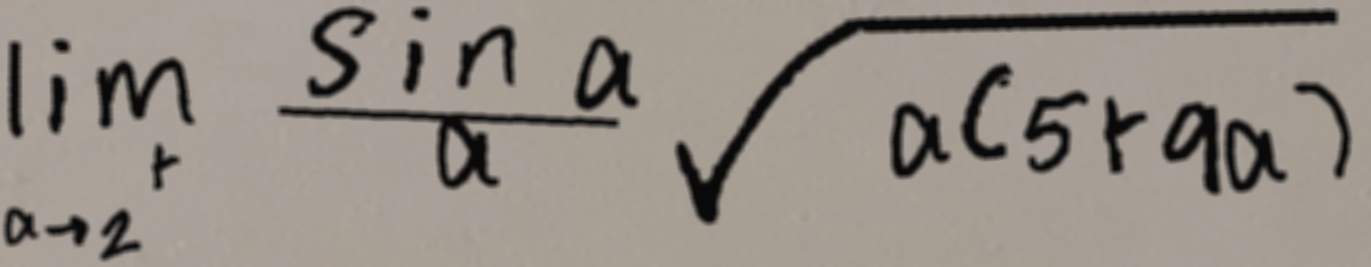 lim a→2⁺ sin a / a √(a(5+9a))